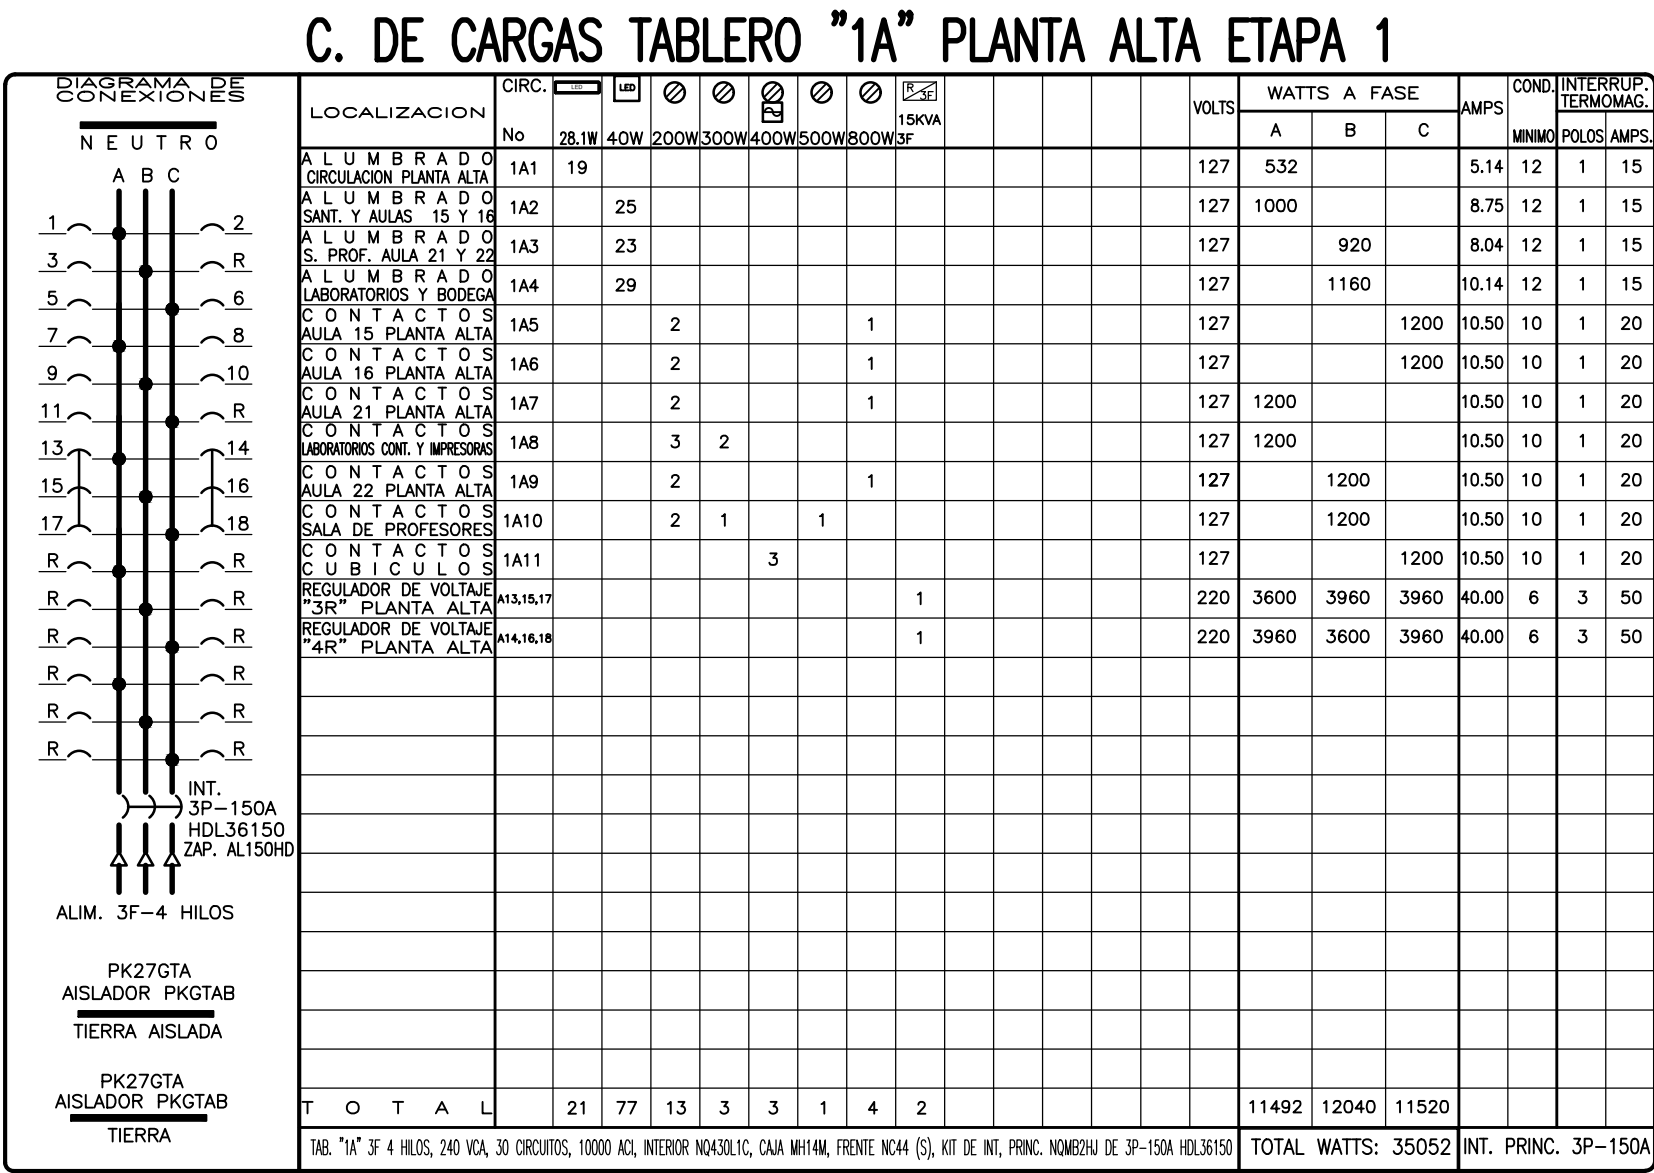 C. DE CARGAS TABLERO "1A" PLANTA ALTA ETAPA 1
DIAGRAMA DE
CONEXIONES
NEUTRO
A B C
1 2
3 R
5 6
7 8
9 10
11 R
13 14
15 16
17 18
R R
R R
R R
R R
R R
R R
INT.
3P-150A
HDL36150
ZAP. AL150HD
ALIM. 3F-4 HILOS
PK27GTA
AISLADOR PKGTAB
TIERRA AISLADA
PK27GTA
AISLADOR PKGTAB
TIERRA
LOCALIZACION
CIRC.
No
LED
28.1W
LED
40W
200W
300W
400W
500W
800W
R 3F
15KVA
3F
VOLTS
WATTS A FASE
A B C
AMPS
COND.
MINIMO
INTERRUP.
TERMOMAG.
POLOS AMPS.
ALUMBRADO
CIRCULACION PLANTA ALTA 1A1 19 127 532 5.14 12 1 15
ALUMBRADO
SANT. Y AULAS 15 Y 16 1A2 25 127 1000 8.75 12 1 15
ALUMBRADO
S. PROF. AULA 21 Y 22 1A3 23 127 920 8.04 12 1 15
ALUMBRADO
LABORATORIOS Y BODEGA 1A4 29 127 1160 10.14 12 1 15
CONTACTOS
AULA 15 PLANTA ALTA 1A5 2 1 127 1200 10.50 10 1 20
CONTACTOS
AULA 16 PLANTA ALTA 1A6 2 1 127 1200 10.50 10 1 20
CONTACTOS
AULA 21 PLANTA ALTA 1A7 2 1 127 1200 10.50 10 1 20
CONTACTOS
LABORATORIOS CONT. Y IMPRESORAS 1A8 3 2 127 1200 10.50 10 1 20
CONTACTOS
AULA 22 PLANTA ALTA 1A9 2 1 127 1200 10.50 10 1 20
CONTACTOS
SALA DE PROFESORES 1A10 2 1 1 127 1200 10.50 10 1 20
CONTACTOS
CUBICULOS 1A11 3 127 1200 10.50 10 1 20
REGULADOR DE VOLTAJE
"3R" PLANTA ALTA A13,15,17 1 220 3600 3960 3960 40.00 6 3 50
REGULADOR DE VOLTAJE
"4R" PLANTA ALTA A14,16,18 1 220 3960 3600 3960 40.00 6 3 50
TOTAL 21 77 13 3 3 1 4 2 11492 12040 11520
TAB. "1A" 3F 4 HILOS, 240 VCA, 30 CIRCUITOS, 10000 ACI, INTERIOR NQ430L1C, CAJA MH14M, FRENTE NC44 (S), KIT DE INT, PRINC. NQMB2HJ DE 3P-150A HDL36150
TOTAL WATTS: 35052
INT. PRINC. 3P-150A